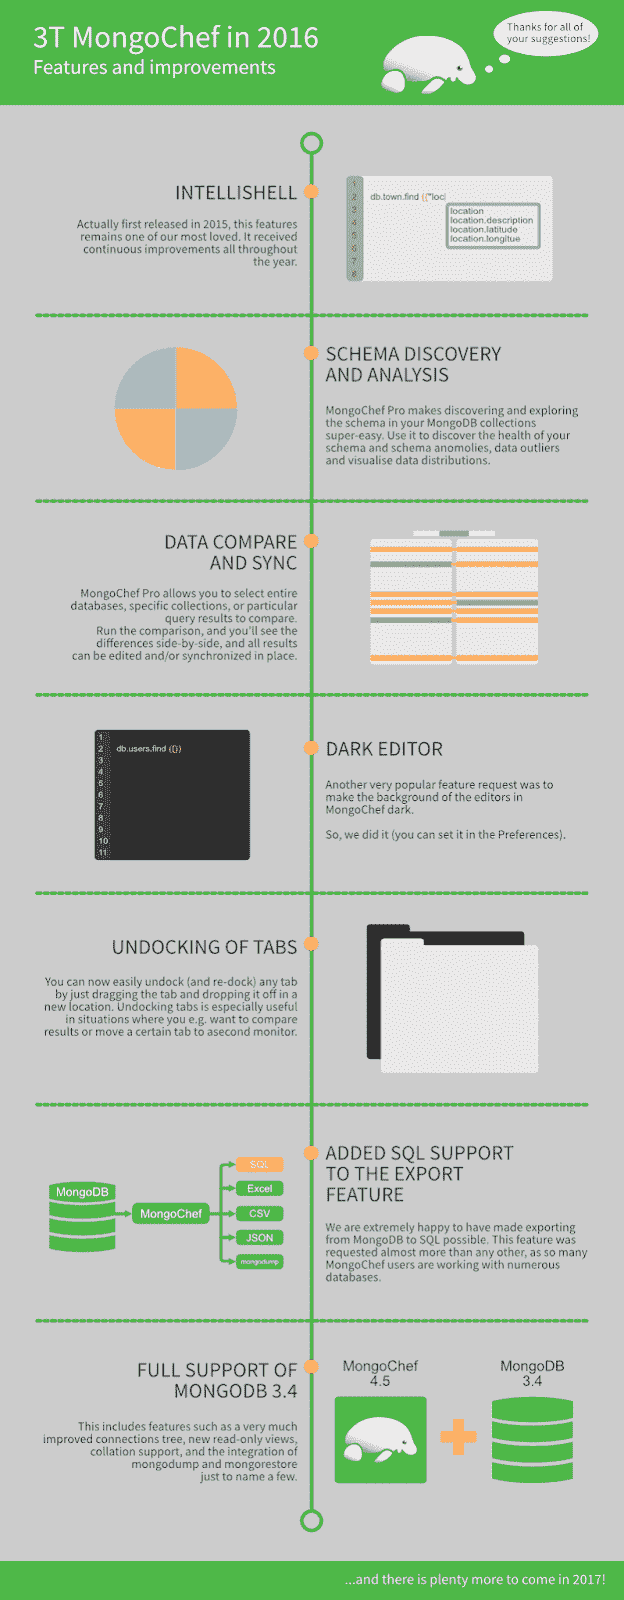 3T MongoChef in 2016
Features and improvements
Thanks for all of
your suggestions!
INTELLISHELL
Actually first released in 2015, this features
remains one of our most loved. It received
continuous improvements all throughout
the year.
1
2
3
4
5
6
7
8
db.town.find ({"loc|
location
location.description
location.latitude
location.longitue
SCHEMA DISCOVERY
AND ANALYSIS
MongoChef Pro makes discovering and exploring
the schema in your MongoDB collections
super-easy. Use it to discover the health of your
schema and schema anomolies, data outliers
and visualise data distributions.
DATA COMPARE
AND SYNC
MongoChef Pro allows you to select entire
databases, specific collections, or particular
query results to compare.
Run the comparison, and you'll see the
differences side-by-side, and all results
can be edited and/or synchronized in place.
1
2
3
4
5
6
7
8
9
10
11
db.users.find ({})
DARK EDITOR
Another very popular feature request was to
make the background of the editors in
MongoChef dark.
So, we did it (you can set it in the Preferences).
UNDOCKING OF TABS
You can now easily undock (and re-dock) any tab
by just dragging the tab and dropping it off in a
new location. Undocking tabs is especially useful
in situations where you e.g. want to compare
results or move a certain tab to asecond monitor.
MongoDB
MongoChef
SQL
Excel
CSV
JSON
mongodump
ADDED SQL SUPPORT
TO THE EXPORT
FEATURE
We are extremely happy to have made exporting
from MongoDB to SQL possible. This feature was
requested almost more than any other, as so many
MongoChef users are working with numerous
databases.
FULL SUPPORT OF
MONGODB 3.4
This includes features such as a very much
improved connections tree, new read-only views,
collation support, and the integration of
mongodump and mongorestore
just to name a few.
MongoChef
4.5
MongoDB
3.4
...and there is plenty more to come in 2017!